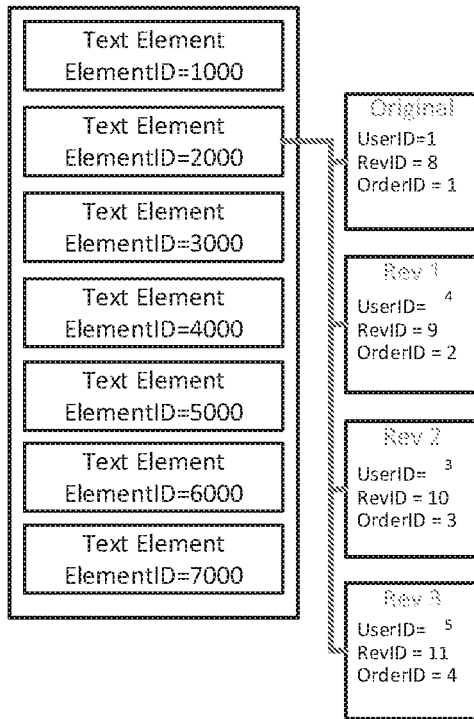 Text Element
ElementID=1000
Text Element
ElementID=2000
Text Element
ElementID=3000
Text Element
ElementID=4000
Text Element
ElementID=5000
Text Element
ElementID=6000
Text Element
ElementID=7000
Original
UserID=1
RevID = 8
OrderID = 1
Rev 1
UserID= 4
RevID = 9
OrderID = 2
Rev 2
UserID= 3
RevID = 10
OrderID = 3
Rev 3
UserID= 5
RevID = 11
OrderID = 4